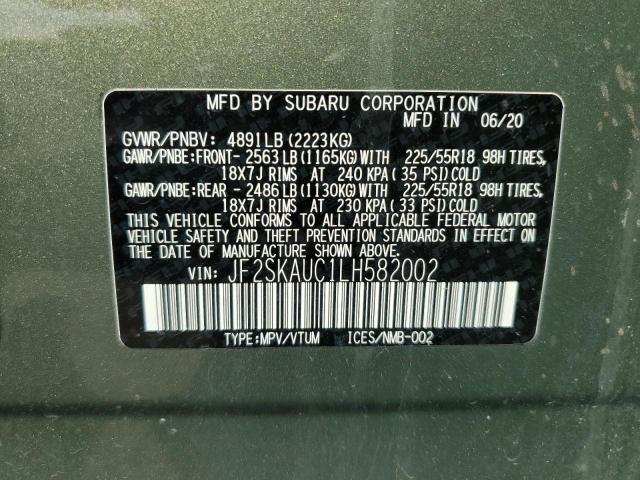 MFD BY SUBARU CORPORATION
MFD IN 06/20
GVWR/PNBV: 4891LB (2223KG)
GAWR/PNBE:FRONT- 2563 LB (1165KG) WITH 225/55R18 98H TIRES,
18X7J RIMS AT 240 KPA ( 35 PSI) COLD
GAWR/PNBE:REAR - 2486 LB (1130KG) WITH 225/55R18 98H TIRES,
18X7J RIMS AT 230 KPA ( 33 PSI) COLD
THIS VEHICLE CONFORMS TO ALL APPLICABLE FEDERAL MOTOR
VEHICLE SAFETY AND THEFT PREVENTION STANDARDS IN EFFECT ON
THE DATE OF MANUFACTURE SHOWN ABOVE.
VIN: JF2SKAUC1LH582002
TYPE:MPV/VTUM ICES/NMB-002